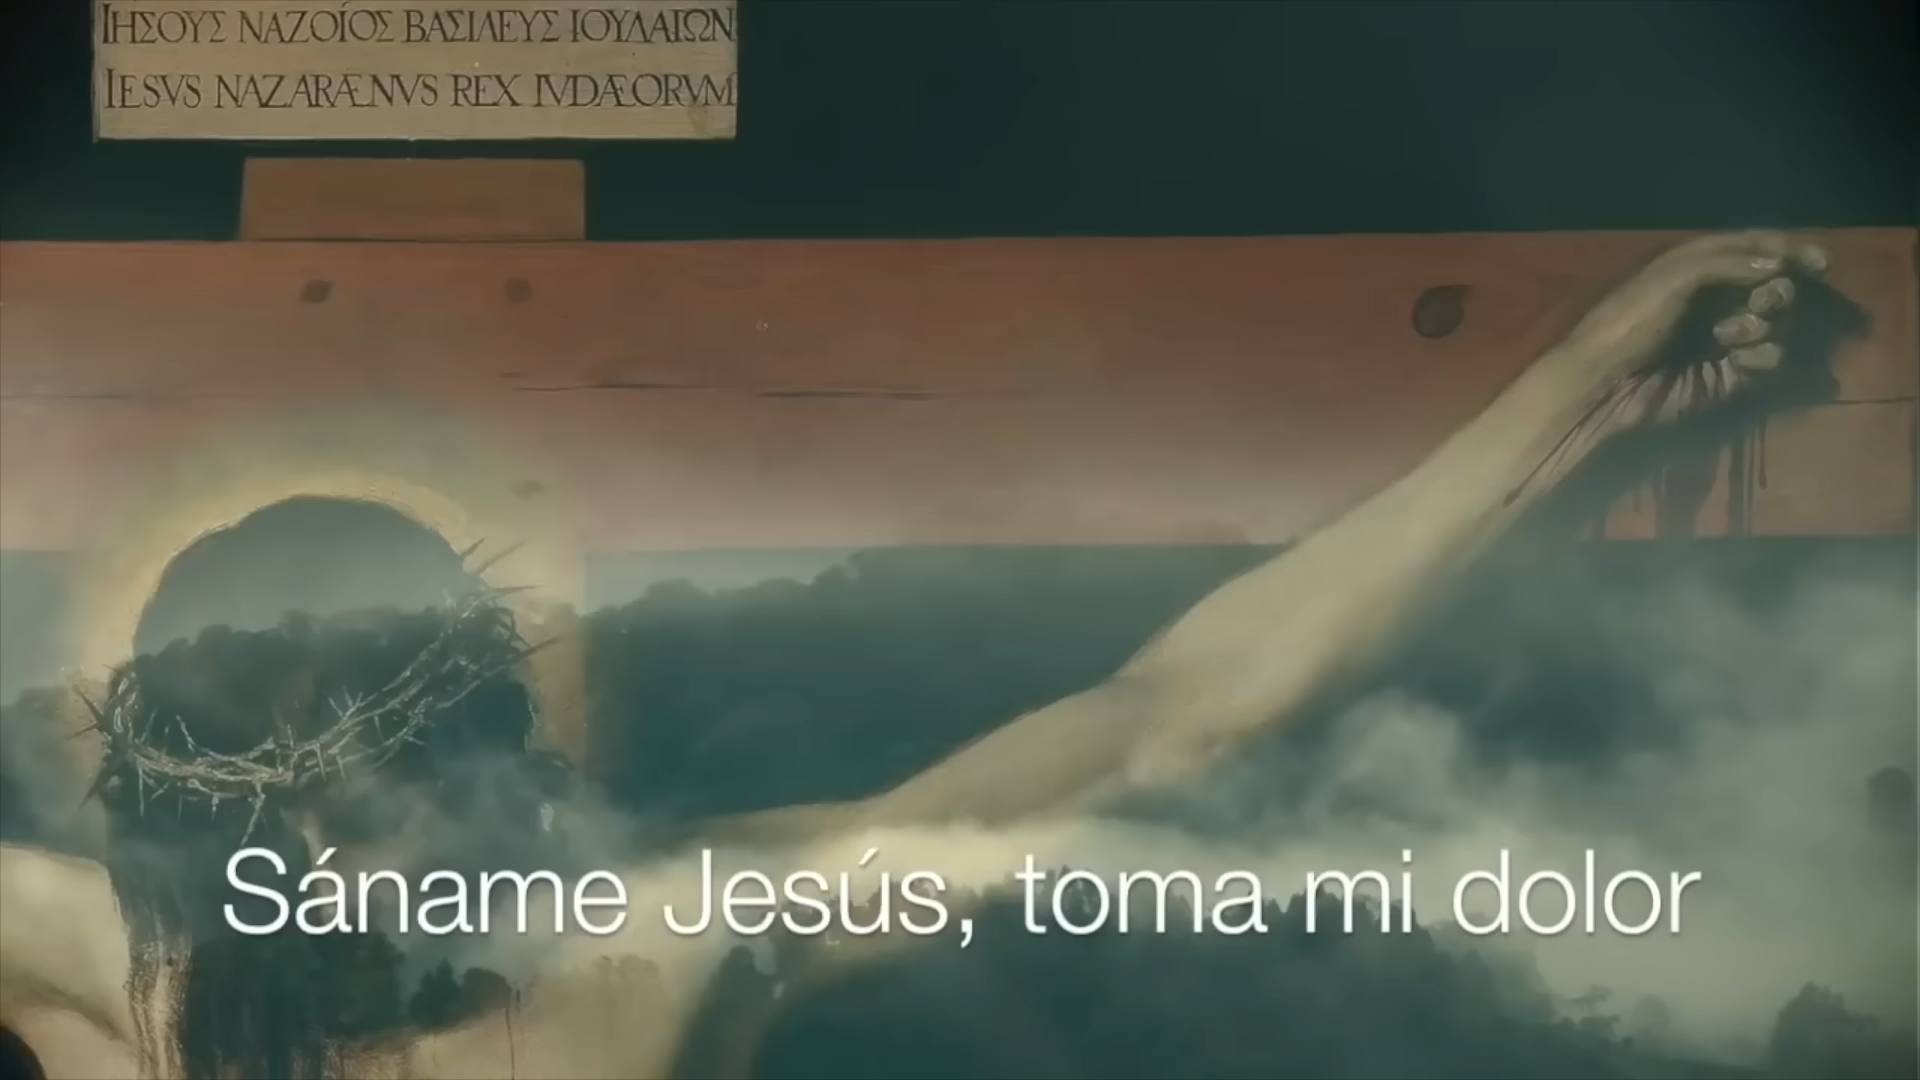 ΙΗΣΟΥΣ ΝΑΖΟΙΟΣ ΒΑΣΙΛΕΥΣ ΙΟΥΔΑΙΩΝ
IESVS NAZARÆNVS REX IVDÆORVM
Sáname Jesús, toma mi dolor